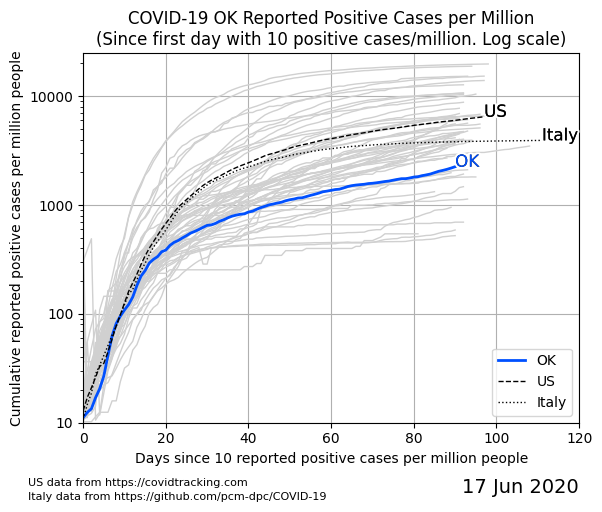 COVID-19 OK Reported Positive Cases per Million
(Since first day with 10 positive cases/million. Log scale)
Cumulative reported positive cases per million people
10000
1000
100
10
US
Italy
OK
OK
US
Italy
0 20 40 60 80 100 120
Days since 10 reported positive cases per million people
US data from https://covidtracking.com
Italy data from https://github.com/pcm-dpc/COVID-19
17 Jun 2020